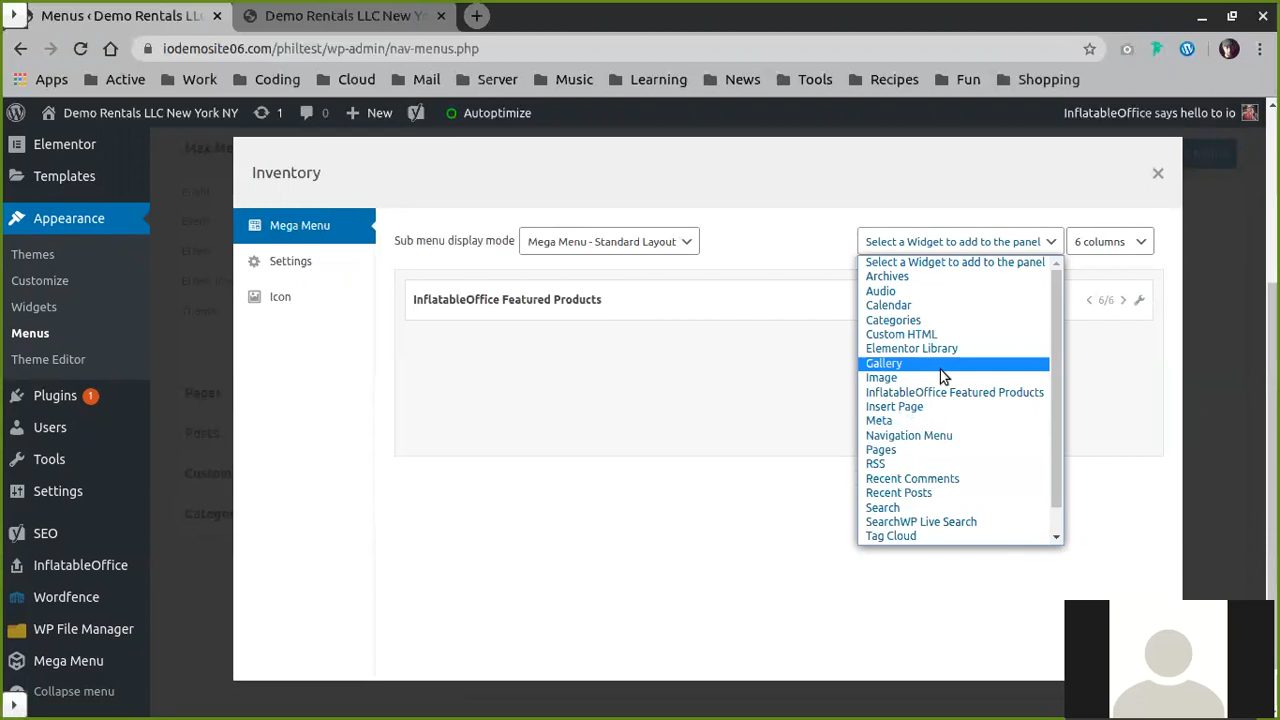 Menus ‹ Demo Rentals LL
Demo Rentals LLC New York
iodemosite06.com/philtest/wp-admin/nav-menus.php
Apps Active Work Coding Cloud Mail Server Music Learning News Tools Recipes Fun Shopping
Demo Rentals LLC New York NY 1 0 New Autoptimize InflatableOffice says hello to io
Elementor
Templates
Appearance
Themes
Customize
Widgets
Menus
Theme Editor
Plugins 1
Users
Tools
Settings
SEO
InflatableOffice
Wordfence
WP File Manager
Mega Menu
Collapse menu
Pages
Posts
Inventory
Mega Menu
Settings
Icon
Sub menu display mode
Mega Menu - Standard Layout
Select a Widget to add to the panel
6 columns
InflatableOffice Featured Products
6/6
Select a Widget to add to the panel
Archives
Audio
Calendar
Categories
Custom HTML
Elementor Library
Gallery
Image
InflatableOffice Featured Products
Insert Page
Meta
Navigation Menu
Pages
RSS
Recent Comments
Recent Posts
Search
SearchWP Live Search
Tag Cloud